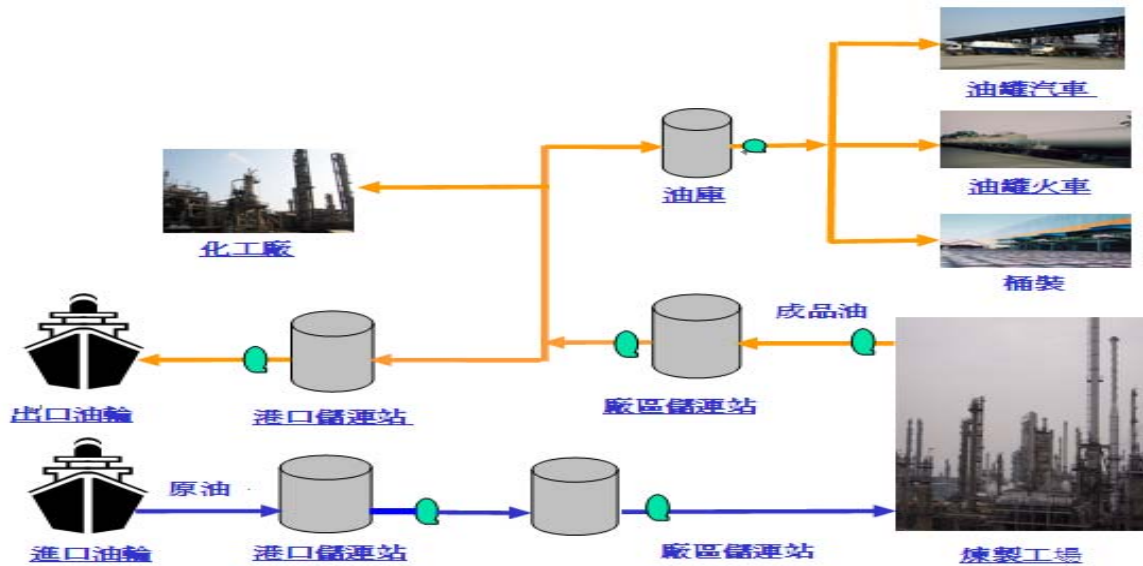 油罐汽車
油罐火車
油庫
化工廠
桶裝
成品油
出口油輪
港口儲運站
廠區儲運站
原油
進口油輪
港口儲運站
廠區儲運站
煉製工場